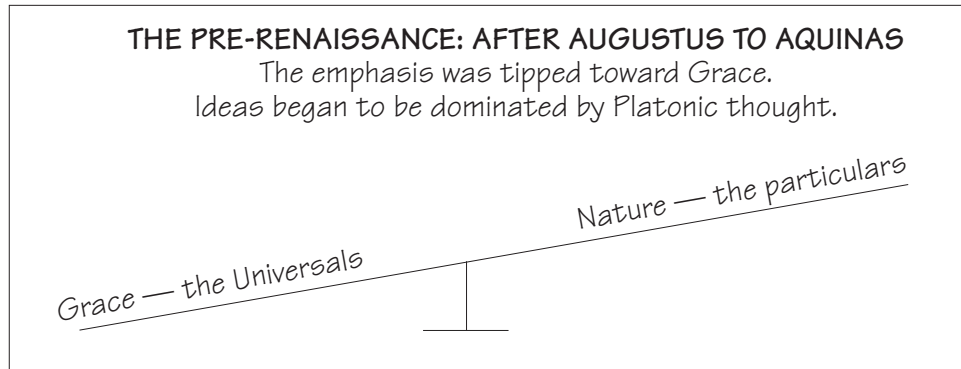 THE PRE-RENAISSANCE: AFTER AUGUSTUS TO AQUINAS
The emphasis was tipped toward Grace.
Ideas began to be dominated by Platonic thought.
Nature — the particulars
Grace — the Universals